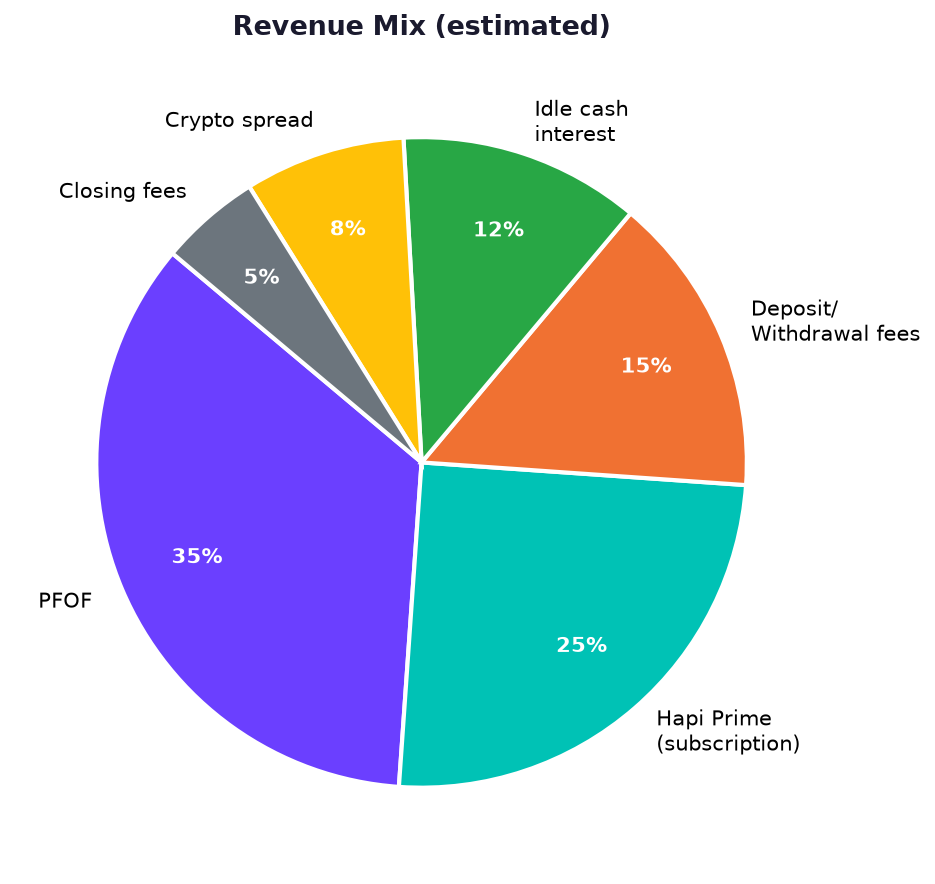 Revenue Mix (estimated)
Idle cash
interest
Crypto spread
Closing fees
8%
12%
5%
Deposit/
Withdrawal fees
15%
35%
PFOF
25%
Hapi Prime
(subscription)